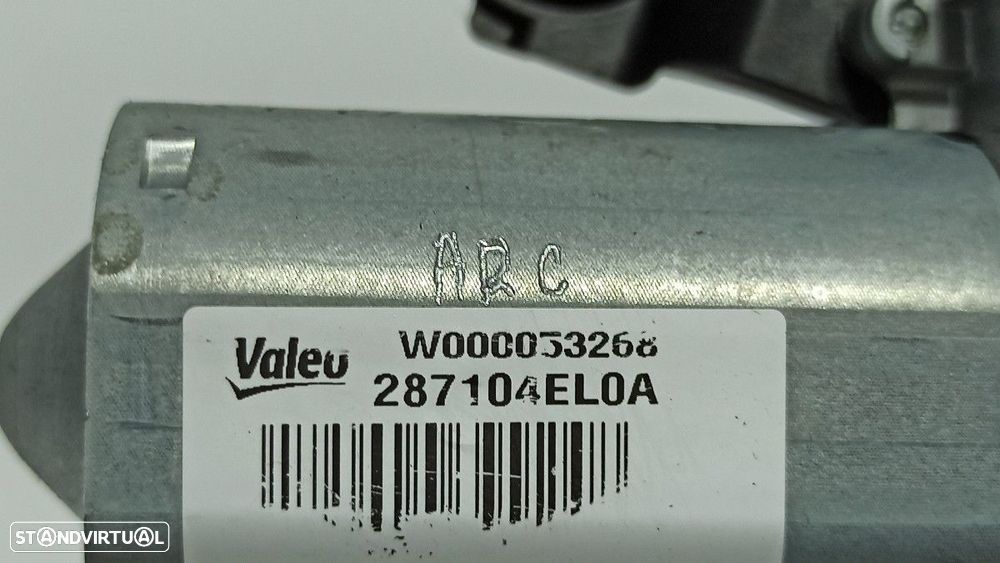 ARC
Valeo
W000053268
287104EL0A
STANDVIRTUAL